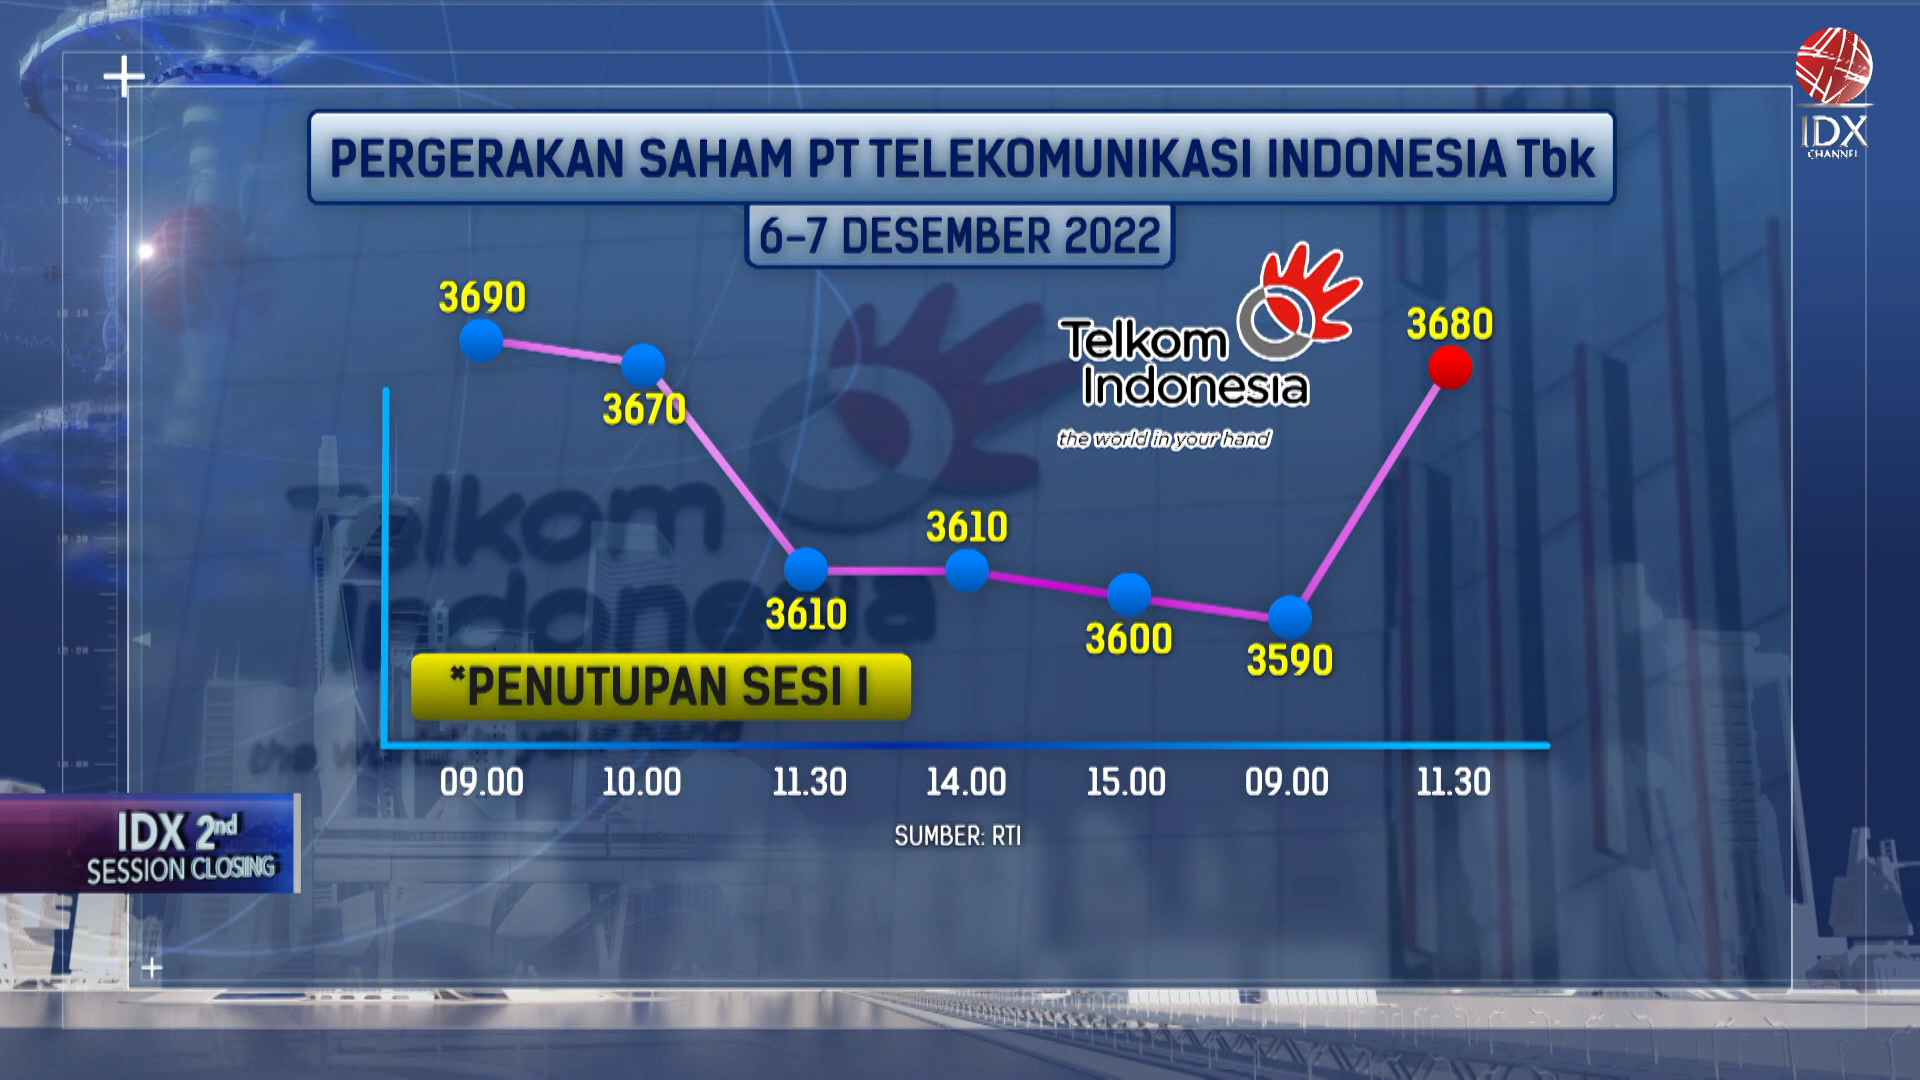 IDX
CHANNEL
PERGERAKAN SAHAM PT TELEKOMUNIKASI INDONESIA Tbk
6-7 DESEMBER 2022
3690
3670
3610
3610
3600
3590
3680
Telkom
Indonesia
the world in your hand
Telkom
Indonesia
*PENUTUPAN SESI I
09.00 10.00 11.30 14.00 15.00 09.00 11.30
SUMBER: RTI
IDX 2nd
SESSION CLOSING